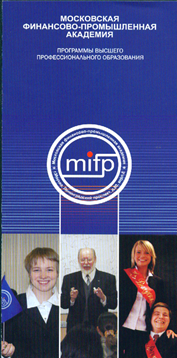 МОСКОВСКАЯ
ФИНАНСОВО-ПРОМЫШЛЕННАЯ
АКАДЕМИЯ
ПРОГРАММЫ ВЫСШЕГО
ПРОФЕССИОНАЛЬНОГО ОБРАЗОВАНИЯ
mifp